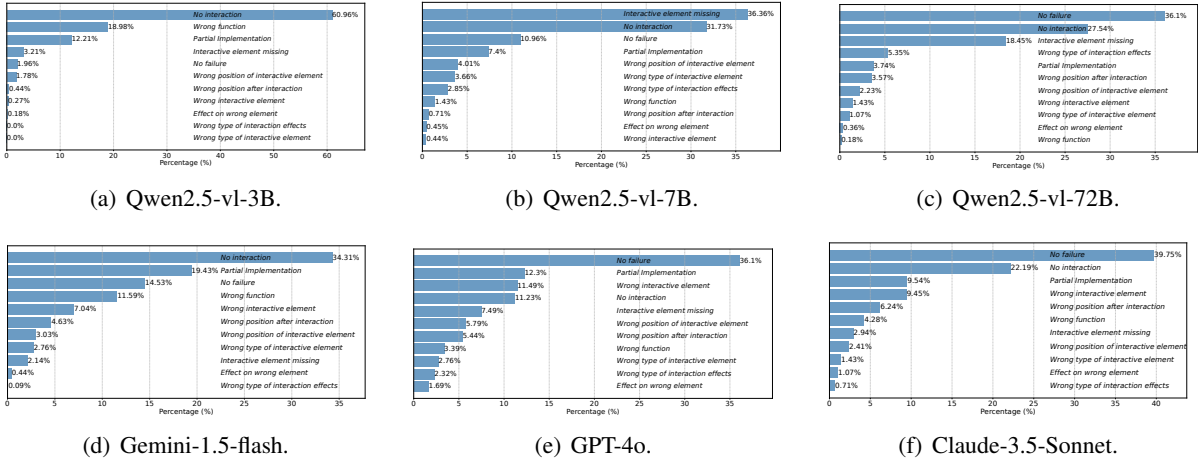 No interaction 60.96%
Wrong function 18.98%
Partial Implementation 12.21%
Interactive element missing 3.21%
No failure 1.96%
Wrong position of interactive element 1.78%
Wrong position after interaction 0.44%
Wrong interactive element 0.27%
Effect on wrong element 0.18%
Wrong type of interaction effects 0.0%
Wrong type of interactive element 0.0%
0 10 20 30 40 50 60
Percentage (%)
(a) Qwen2.5-vl-3B.
Interactive element missing 36.36%
No interaction 31.73%
No failure 10.96%
Partial Implementation 7.4%
Wrong position of interactive element 4.01%
Wrong type of interactive element 3.66%
Wrong type of interaction effects 2.85%
Wrong function 1.43%
Wrong position after interaction 0.71%
Effect on wrong element 0.45%
Wrong interactive element 0.44%
0 5 10 15 20 25 30 35
Percentage (%)
(b) Qwen2.5-vl-7B.
No failure 36.1%
No interaction 27.54%
Interactive element missing 18.45%
Wrong type of interaction effects 5.35%
Partial Implementation 3.74%
Wrong position after interaction 3.57%
Wrong position of interactive element 2.23%
Wrong interactive element 1.43%
Wrong type of interactive element 1.07%
Effect on wrong element 0.36%
Wrong function 0.18%
0 5 10 15 20 25 30 35
Percentage (%)
(c) Qwen2.5-vl-72B.
No interaction 34.31%
19.43% Partial Implementation
No failure 14.53%
Wrong function 11.59%
Wrong interactive element 7.04%
Wrong position after interaction 4.63%
Wrong position of interactive element 3.03%
Wrong type of interactive element 2.76%
Interactive element missing 2.14%
Effect on wrong element 0.44%
Wrong type of interaction effects 0.09%
0 5 10 15 20 25 30 35
Percentage (%)
(d) Gemini-1.5-flash.
No failure 36.1%
Partial Implementation 12.3%
Wrong interactive element 11.49%
No interaction 11.23%
Interactive element missing 7.49%
Wrong position of interactive element 5.79%
Wrong position after interaction 5.44%
Wrong function 3.39%
Wrong type of interactive element 2.76%
Wrong type of interaction effects 2.32%
Effect on wrong element 1.69%
0 5 10 15 20 25 30 35
Percentage (%)
(e) GPT-4o.
No failure 39.75%
No interaction 22.19%
Partial Implementation 9.54%
Wrong interactive element 9.45%
Wrong position after interaction 6.24%
Wrong function 4.28%
Interactive element missing 2.94%
Wrong position of interactive element 2.41%
Wrong type of interactive element 1.43%
Effect on wrong element 1.07%
Wrong type of interaction effects 0.71%
0 5 10 15 20 25 30 35 40
Percentage (%)
(f) Claude-3.5-Sonnet.